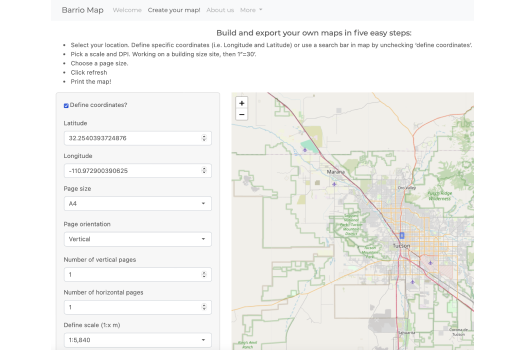 Barrio Map Welcome Create your map! About us More
Build and export your own maps in five easy steps:
Select your location. Define specific coordinates (i.e. Longitude and Latitude) or use a search bar in map by unchecking 'define coordinates'.
Pick a scale and DPI. Working on a building size site, then 1"=30'.
Choose a page size.
Click refresh
Print the map!
Define coordinates?
Latitude
32.2540393724876
Longitude
-110.972900390625
Page size
A4
Page orientation
Vertical
Number of vertical pages
1
Number of horizontal pages
1
Define scale (1:x m)
1:5,840
+
−
Marana
Oro Valley
Tucson
Sahuarita